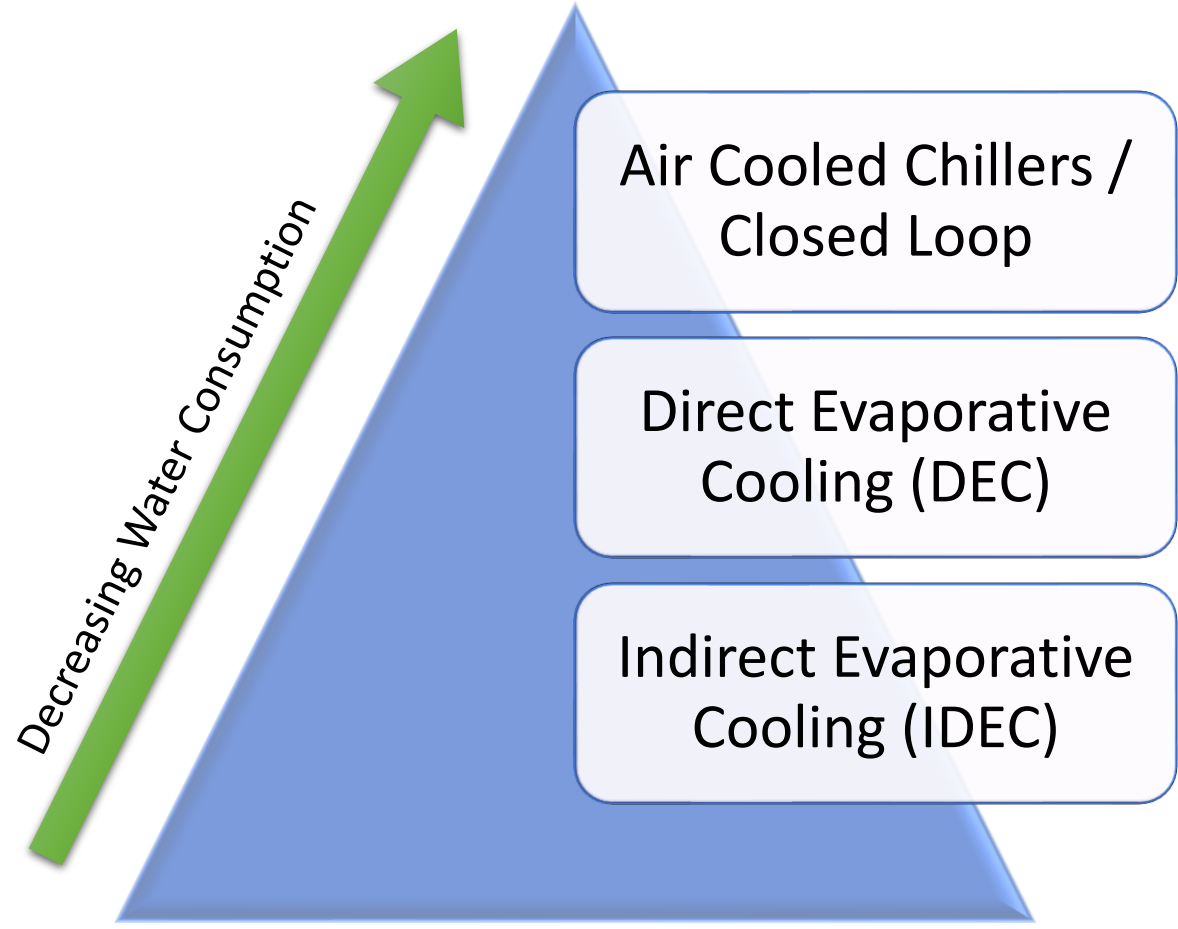 Decreasing Water Consumption
Air Cooled Chillers /
Closed Loop
Direct Evaporative
Cooling (DEC)
Indirect Evaporative
Cooling (IDEC)